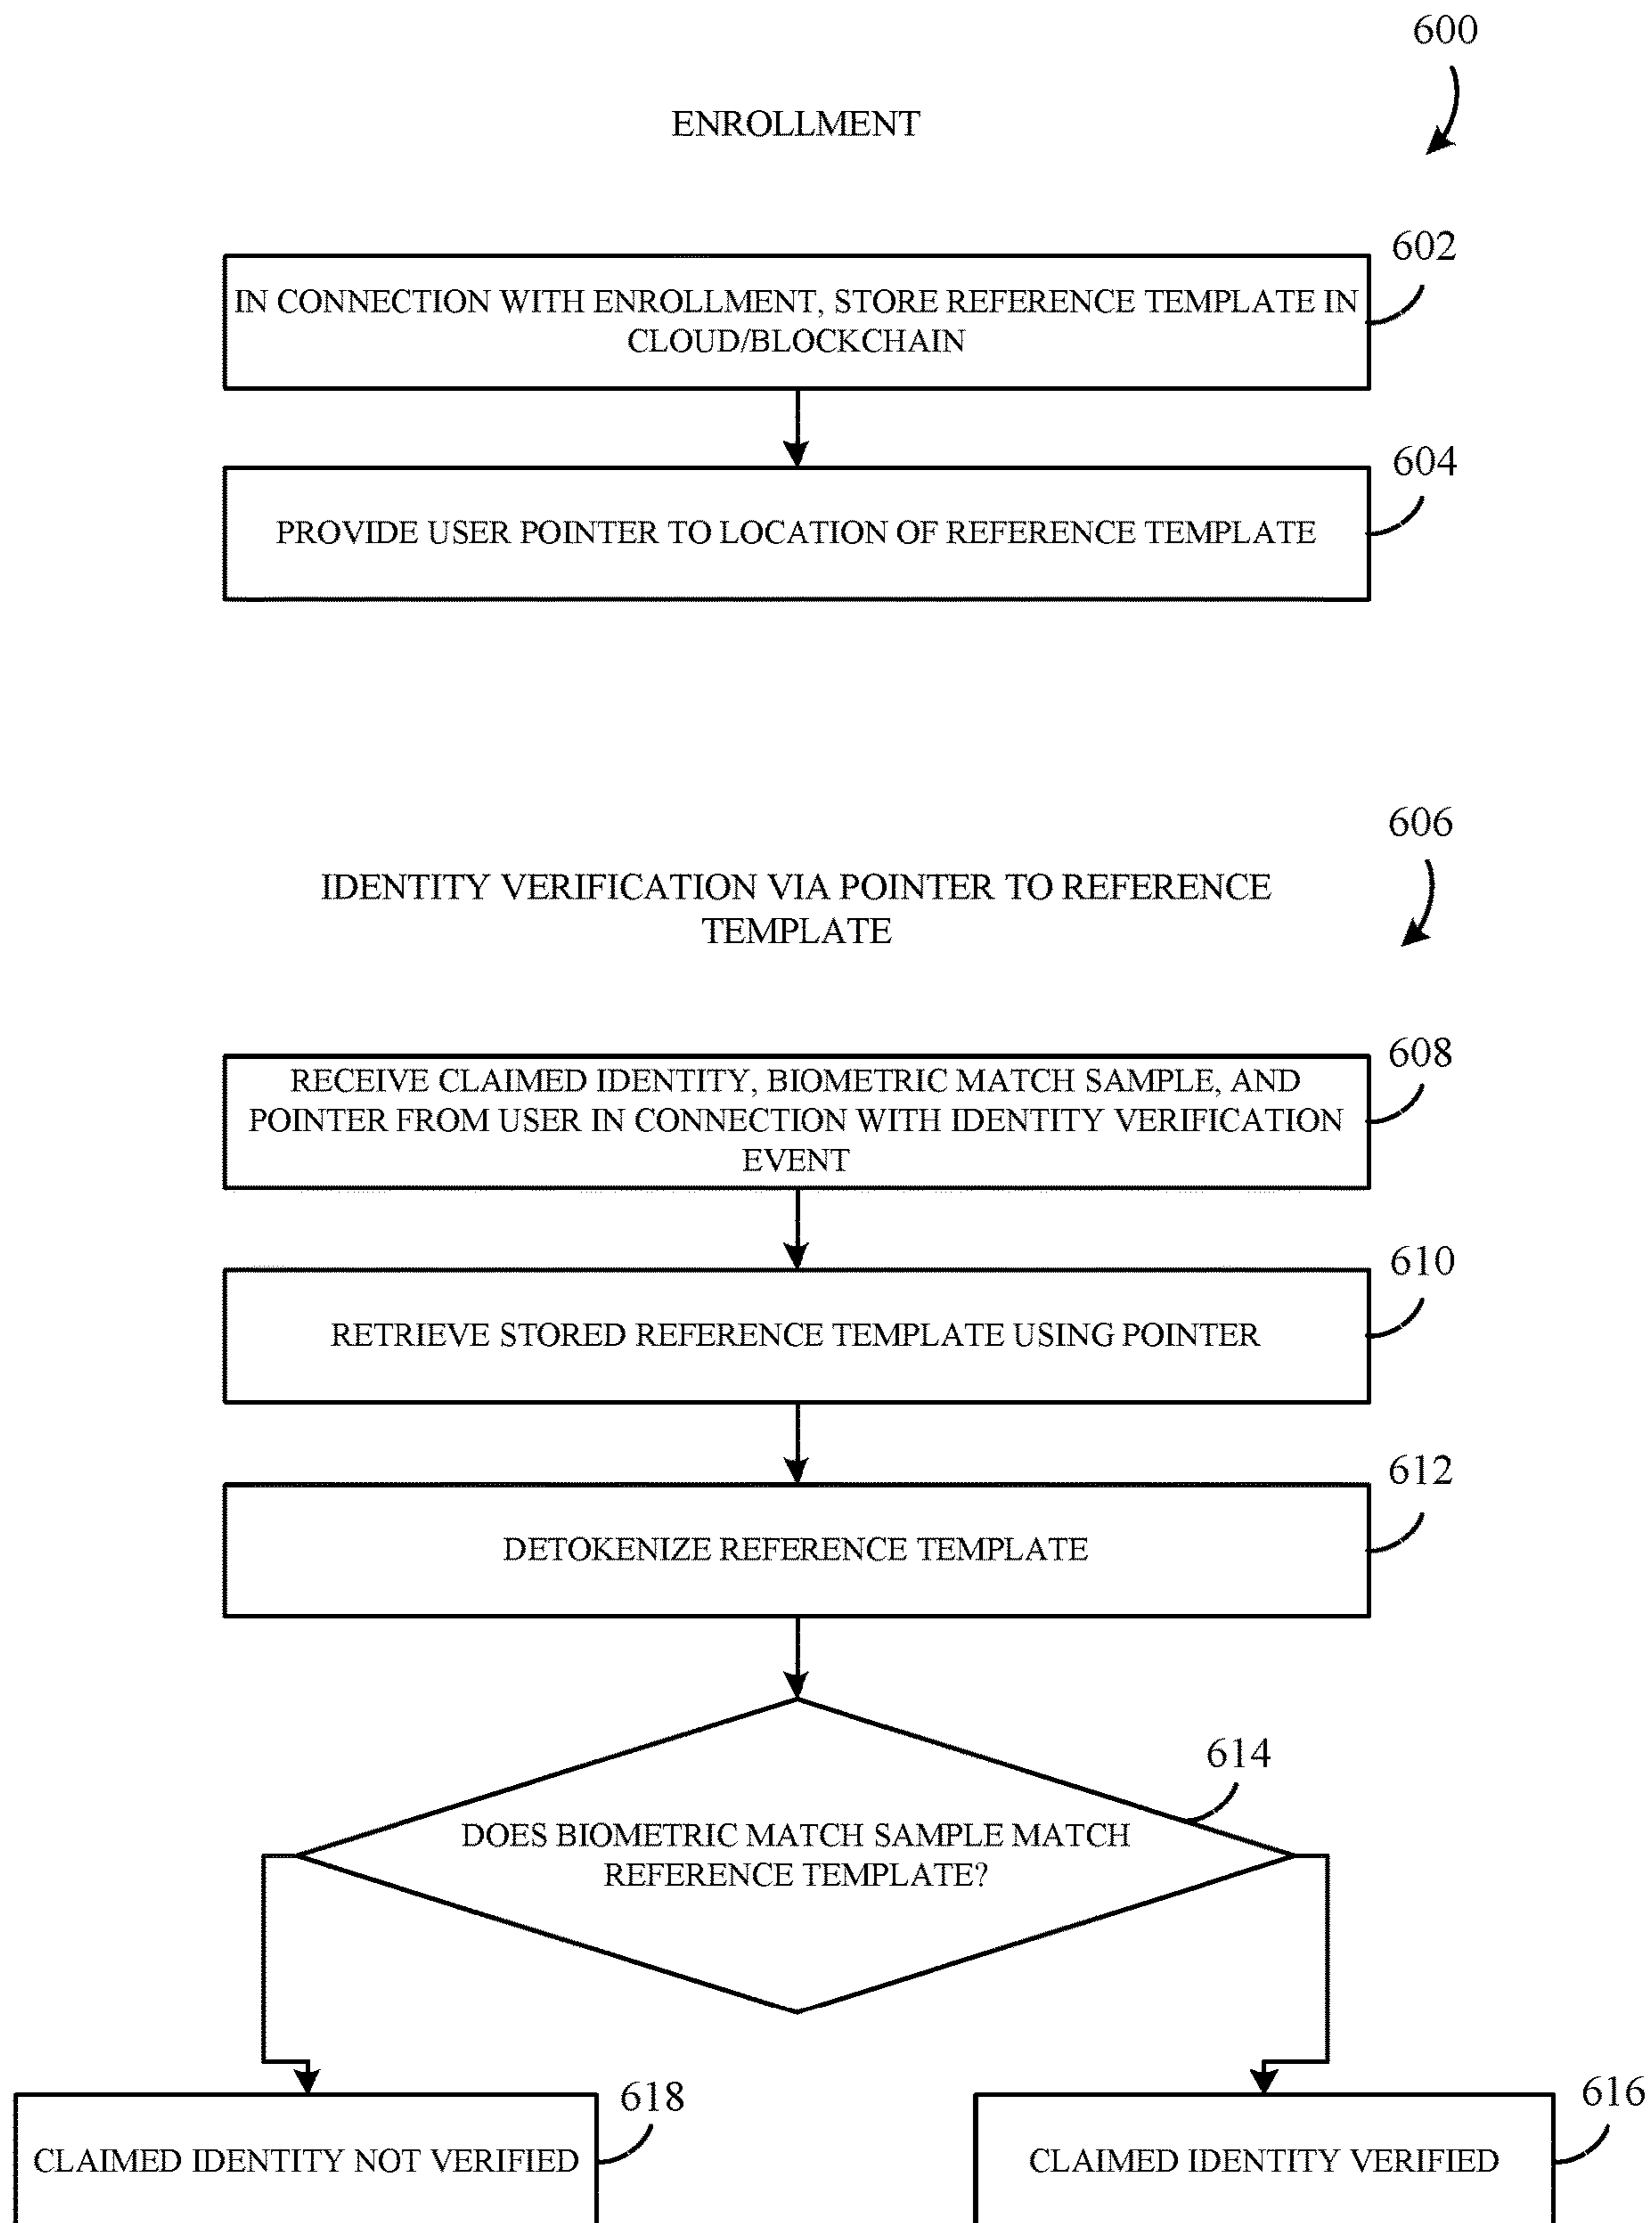 600
ENROLLMENT
602
IN CONNECTION WITH ENROLLMENT, STORE REFERENCE TEMPLATE IN
CLOUD/BLOCKCHAIN
604
PROVIDE USER POINTER TO LOCATION OF REFERENCE TEMPLATE
606
IDENTITY VERIFICATION VIA POINTER TO REFERENCE
TEMPLATE
608
RECEIVE CLAIMED IDENTITY, BIOMETRIC MATCH SAMPLE, AND
POINTER FROM USER IN CONNECTION WITH IDENTITY VERIFICATION
EVENT
610
RETRIEVE STORED REFERENCE TEMPLATE USING POINTER
612
DETOKENIZE REFERENCE TEMPLATE
614
DOES BIOMETRIC MATCH SAMPLE MATCH
REFERENCE TEMPLATE?
618
CLAIMED IDENTITY NOT VERIFIED
616
CLAIMED IDENTITY VERIFIED